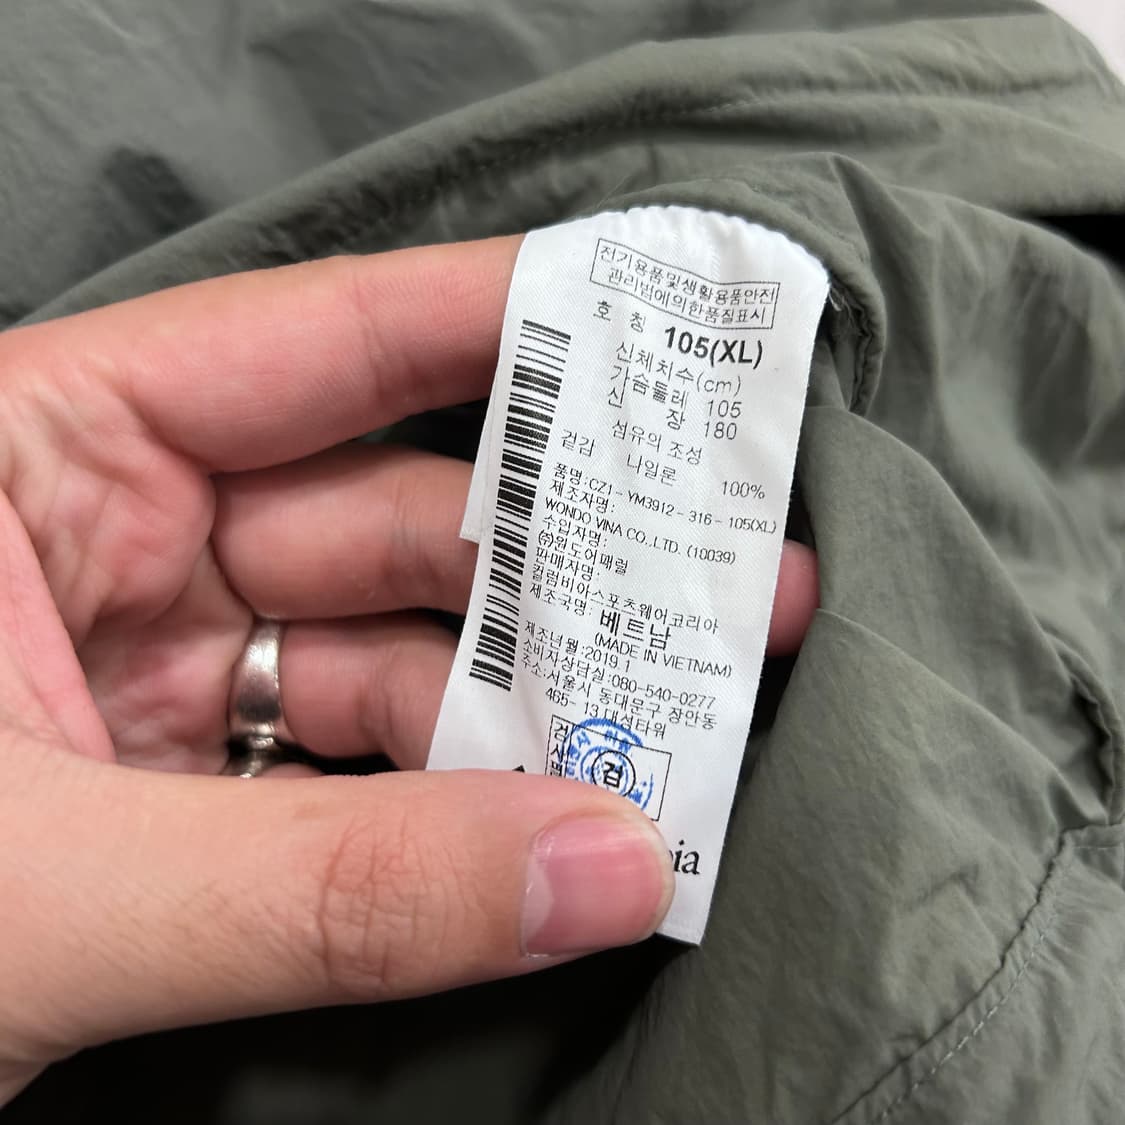 전기용품및생활용품안전
관리법에의한품질표시
호 칭 105(XL)
신체치수(cm)
가슴둘레 105
신 장 180
섬유의 조성
겉감 나일론 100%
품명:CZ1-YM3912-316-105(XL)
제조자명:
WONDO VINA CO.,LTD. (10039)
수입자명:
㈜원도어패럴
판매자명:
컬럼비아스포츠웨어코리아
제조국명: 베트남
(MADE IN VIETNAM)
제조년월:2019.1
소비자상담실:080-540-0277
주소:서울시 동대문구 장안동
465-13 대성타워
검